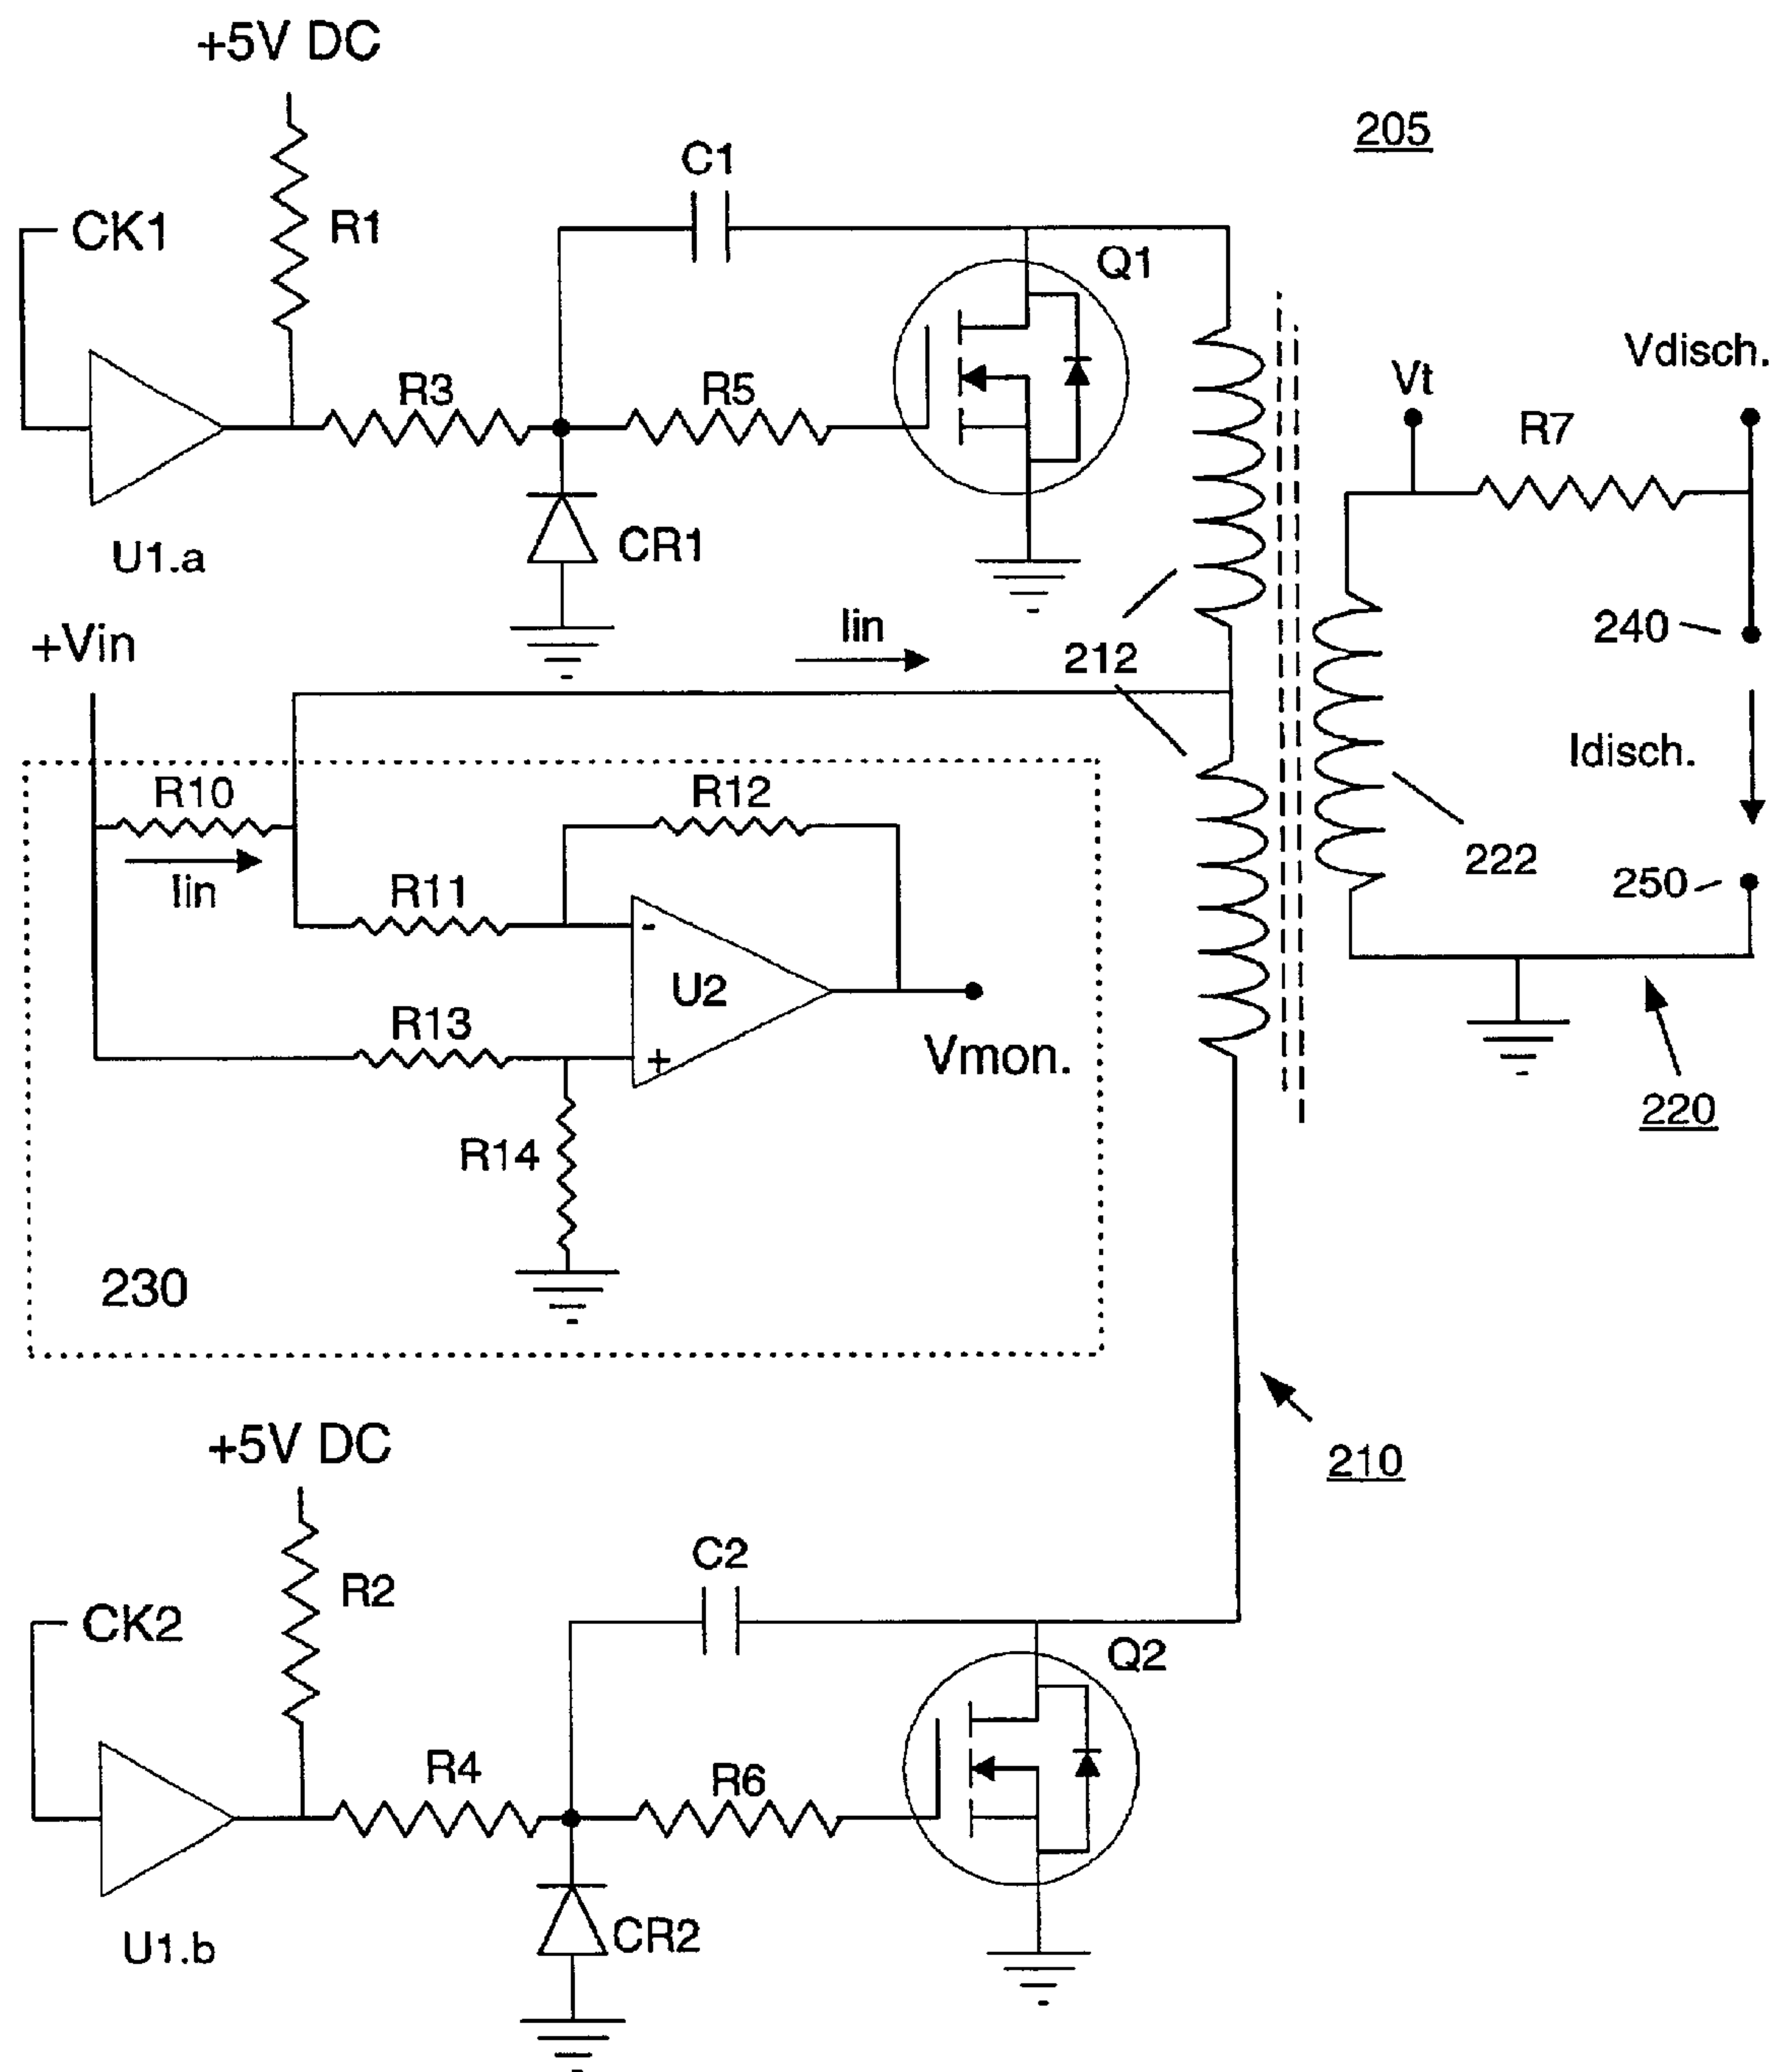 +5V DC
205
C1
CK1
R1
Q1
Vdisch.
Vt
R3
R5
R7
U1.a
CR1
+Vin
Iin
212
240
Idisch.
R10
R12
Iin
R11
222
250
-
U2
R13
+
Vmon.
R14
220
230
+5V DC
210
C2
R2
CK2
Q2
R4
R6
CR2
U1.b